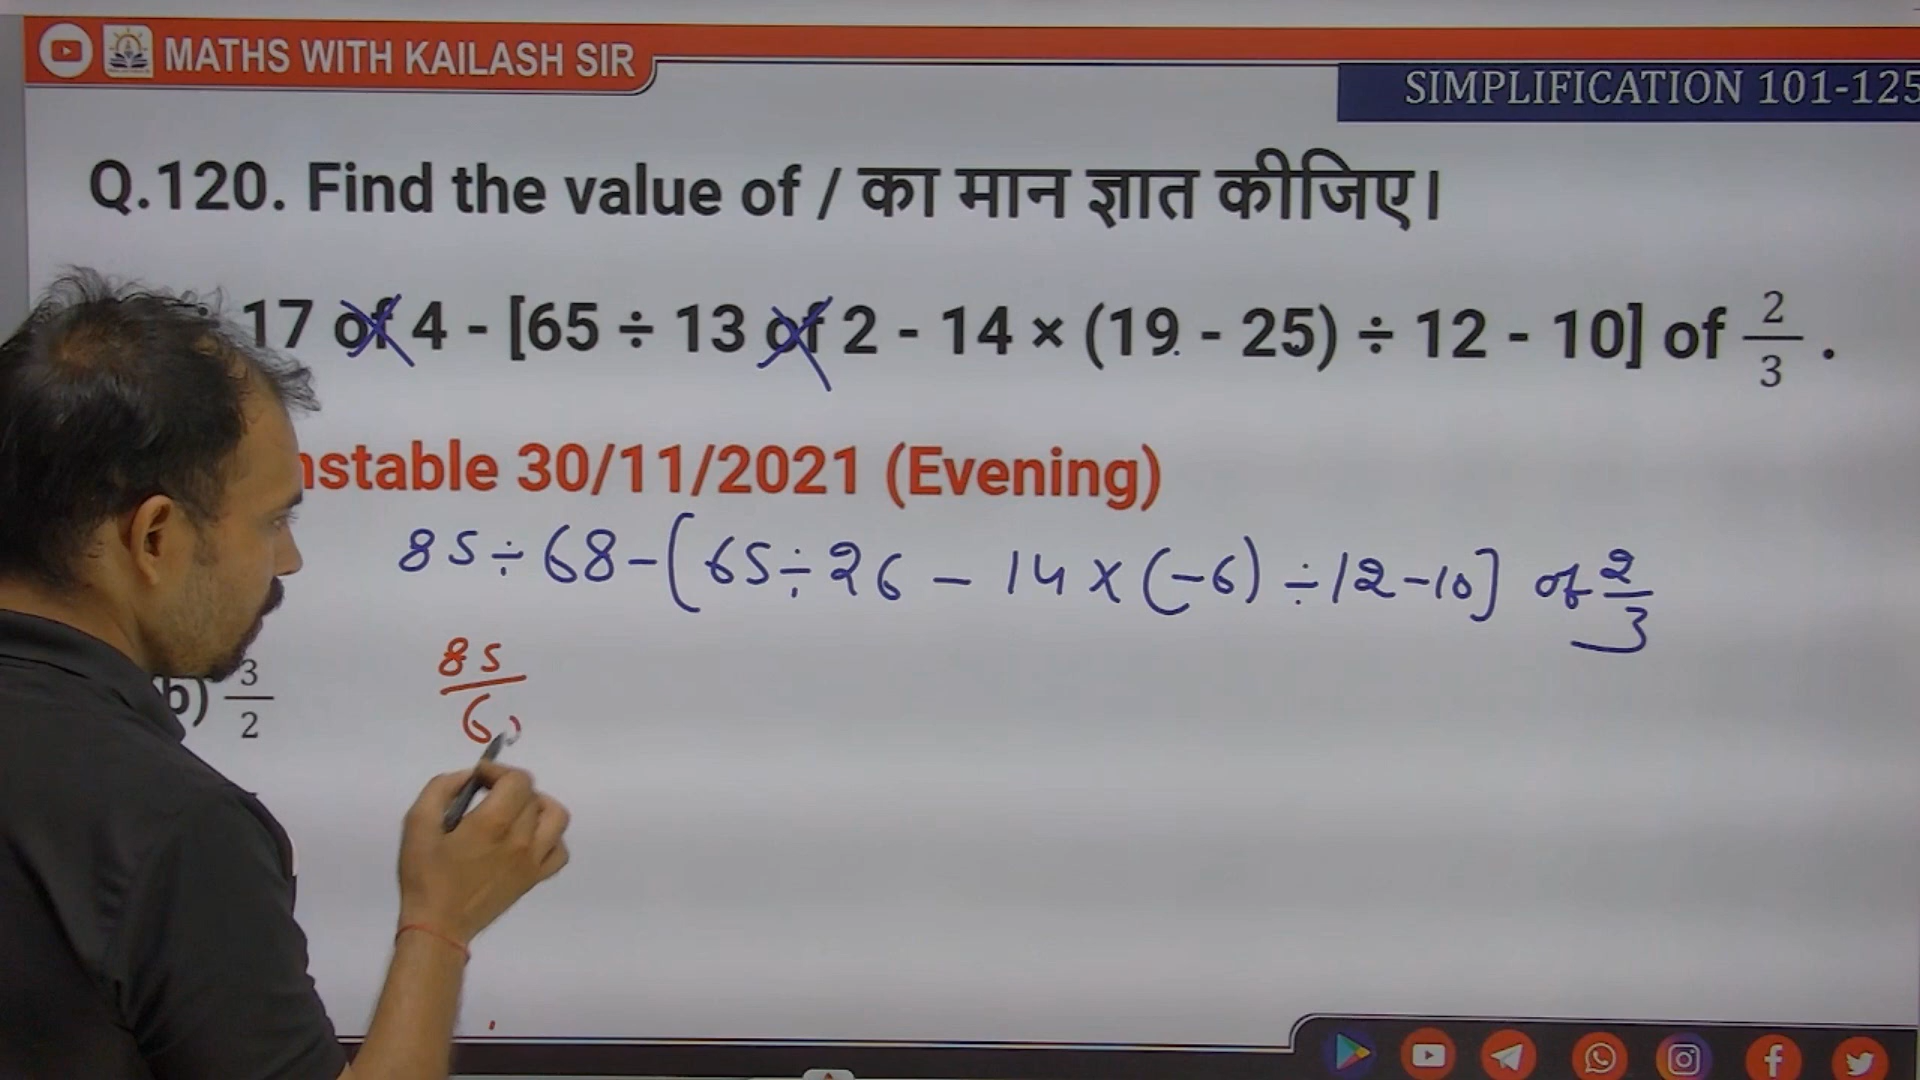 MATHS WITH KAILASH SIR
SIMPLIFICATION 101-125
Q.120. Find the value of / का मान ज्ञात कीजिए।
÷ 17 of 4 - [65 ÷ 13 of 2 - 14 × (19 - 25) ÷ 12 - 10] of 2/3 .
nstable 30/11/2021 (Evening)
85 ÷ 68 - [65 ÷ 26 - 14 × (-6) ÷ 12 - 10] of 2/3
85
6
b) 3/2